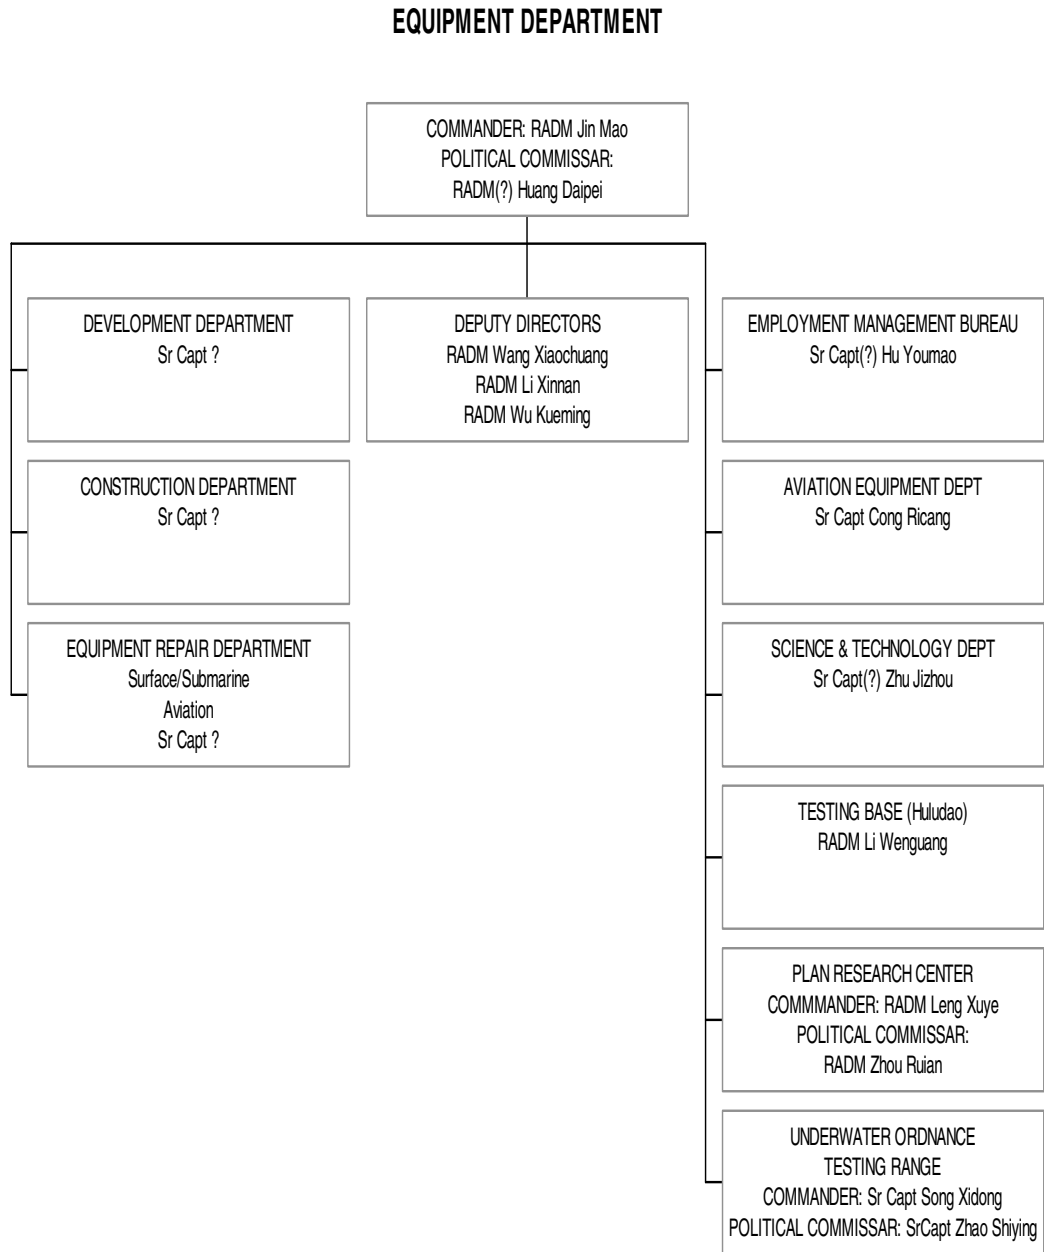 EQUIPMENT DEPARTMENT
COMMANDER: RADM Jin Mao
POLITICAL COMMISSAR:
RADM(?) Huang Daipei
DEVELOPMENT DEPARTMENT
Sr Capt ?
DEPUTY DIRECTORS
RADM Wang Xiaochuang
RADM Li Xinnan
RADM Wu Kueming
EMPLOYMENT MANAGEMENT BUREAU
Sr Capt(?) Hu Youmao
CONSTRUCTION DEPARTMENT
Sr Capt ?
AVIATION EQUIPMENT DEPT
Sr Capt Cong Ricang
EQUIPMENT REPAIR DEPARTMENT
Surface/Submarine
Aviation
Sr Capt ?
SCIENCE & TECHNOLOGY DEPT
Sr Capt(?) Zhu Jizhou
TESTING BASE (Huludao)
RADM Li Wenguang
PLAN RESEARCH CENTER
COMMMANDER: RADM Leng Xuye
POLITICAL COMMISSAR:
RADM Zhou Ruian
UNDERWATER ORDNANCE
TESTING RANGE
COMMANDER: Sr Capt Song Xidong
POLITICAL COMMISSAR: SrCapt Zhao Shiying